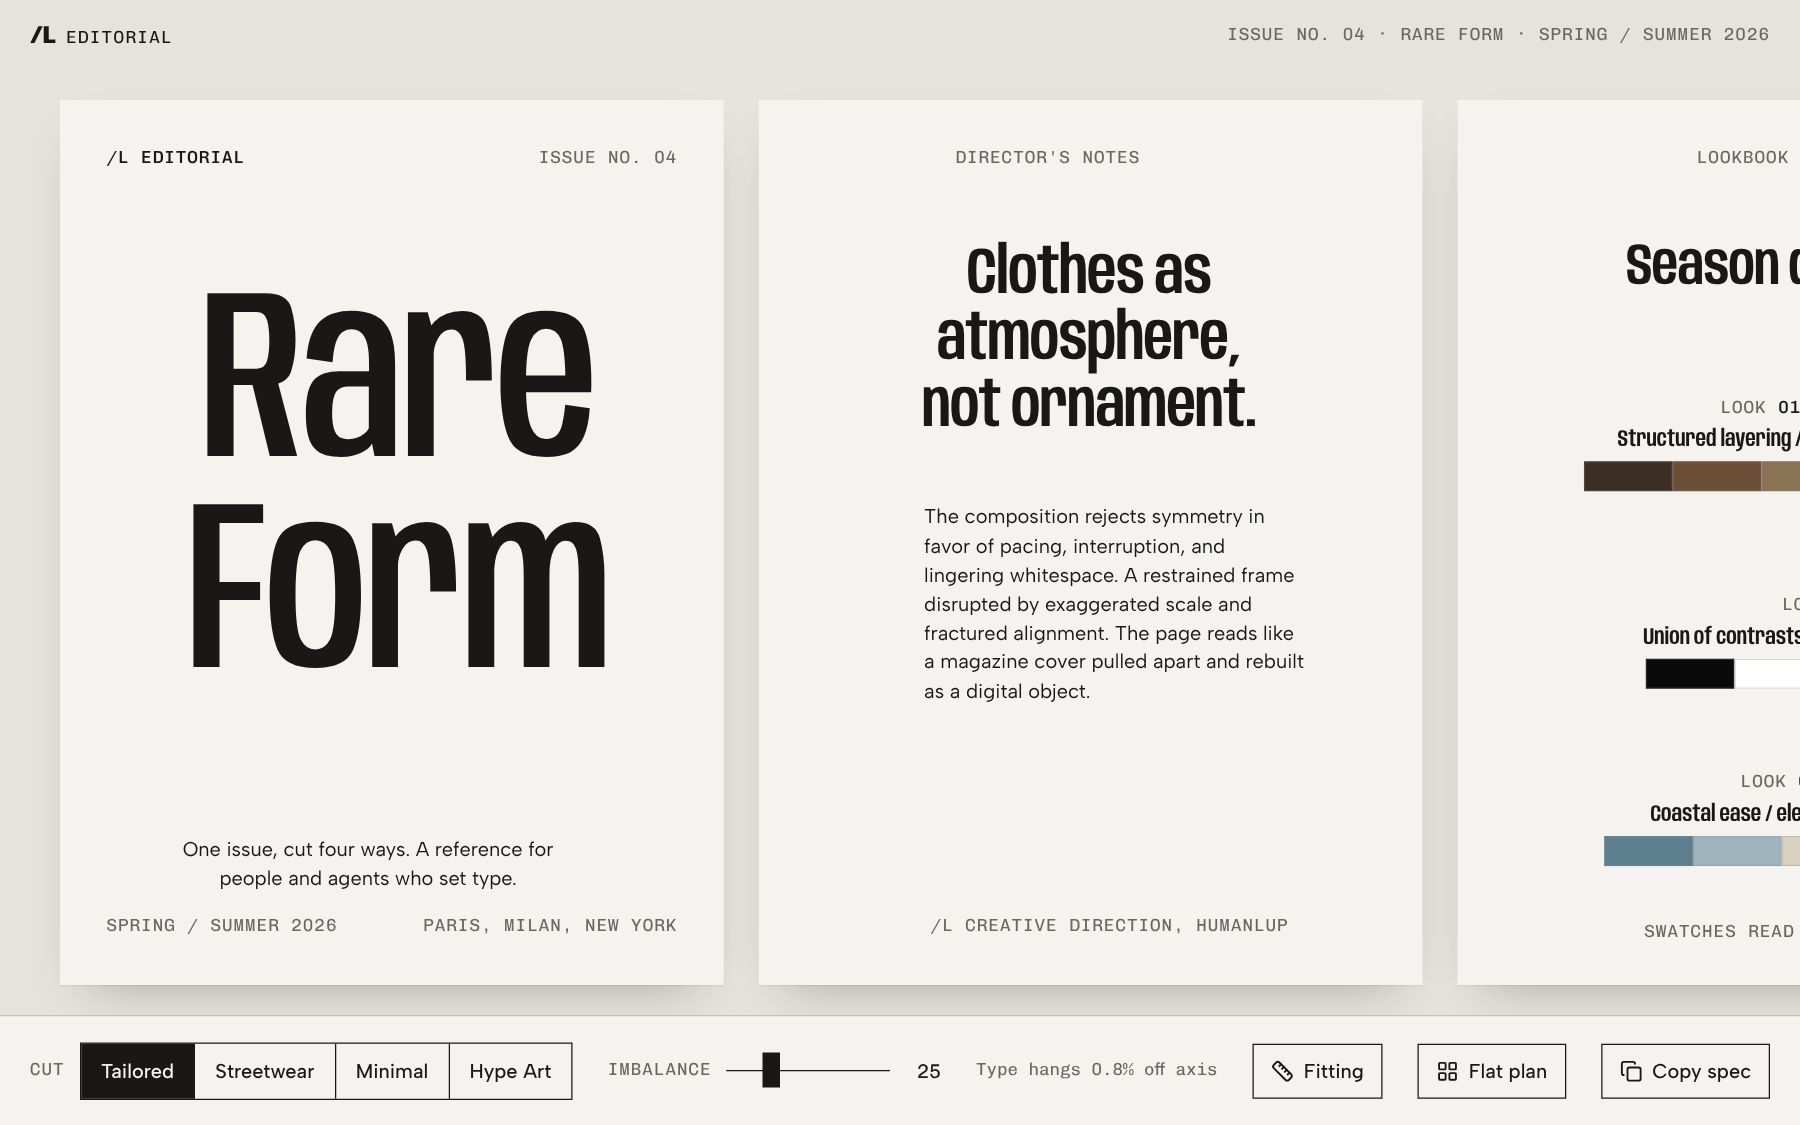 /L EDITORIAL
ISSUE NO. 04 · RARE FORM · SPRING / SUMMER 2026
/L EDITORIAL
ISSUE NO. 04
Rare
Form
One issue, cut four ways. A reference for
people and agents who set type.
SPRING / SUMMER 2026
PARIS, MILAN, NEW YORK
DIRECTOR'S NOTES
Clothes as
atmosphere,
not ornament.
The composition rejects symmetry in
favor of pacing, interruption, and
lingering whitespace. A restrained frame
disrupted by exaggerated scale and
fractured alignment. The page reads like
a magazine cover pulled apart and rebuilt
as a digital object.
/L CREATIVE DIRECTION, HUMANLUP
LOOKBOOK
Season
LOOK 01
Structured layering /
Union of contrasts
LOOK
Coastal ease /
SWATCHES READ
CUT
Tailored
Streetwear
Minimal
Hype Art
IMBALANCE
25
Type hangs 0.8% off axis
Fitting
Flat plan
Copy spec